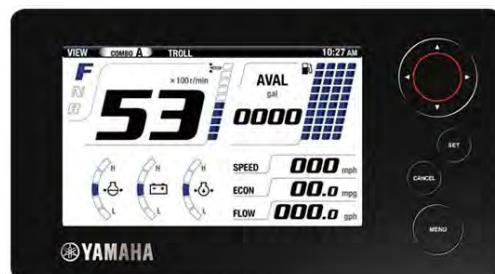 VIEW COMBO A TROLL 10:27 AM
F
N
R
× 100 r/min
53
AVAL
gal
0000
H H H
L L L
SPEED 000 mph
ECON 00.0 mpg
FLOW 000.0 gph
SET
CANCEL
MENU
YAMAHA